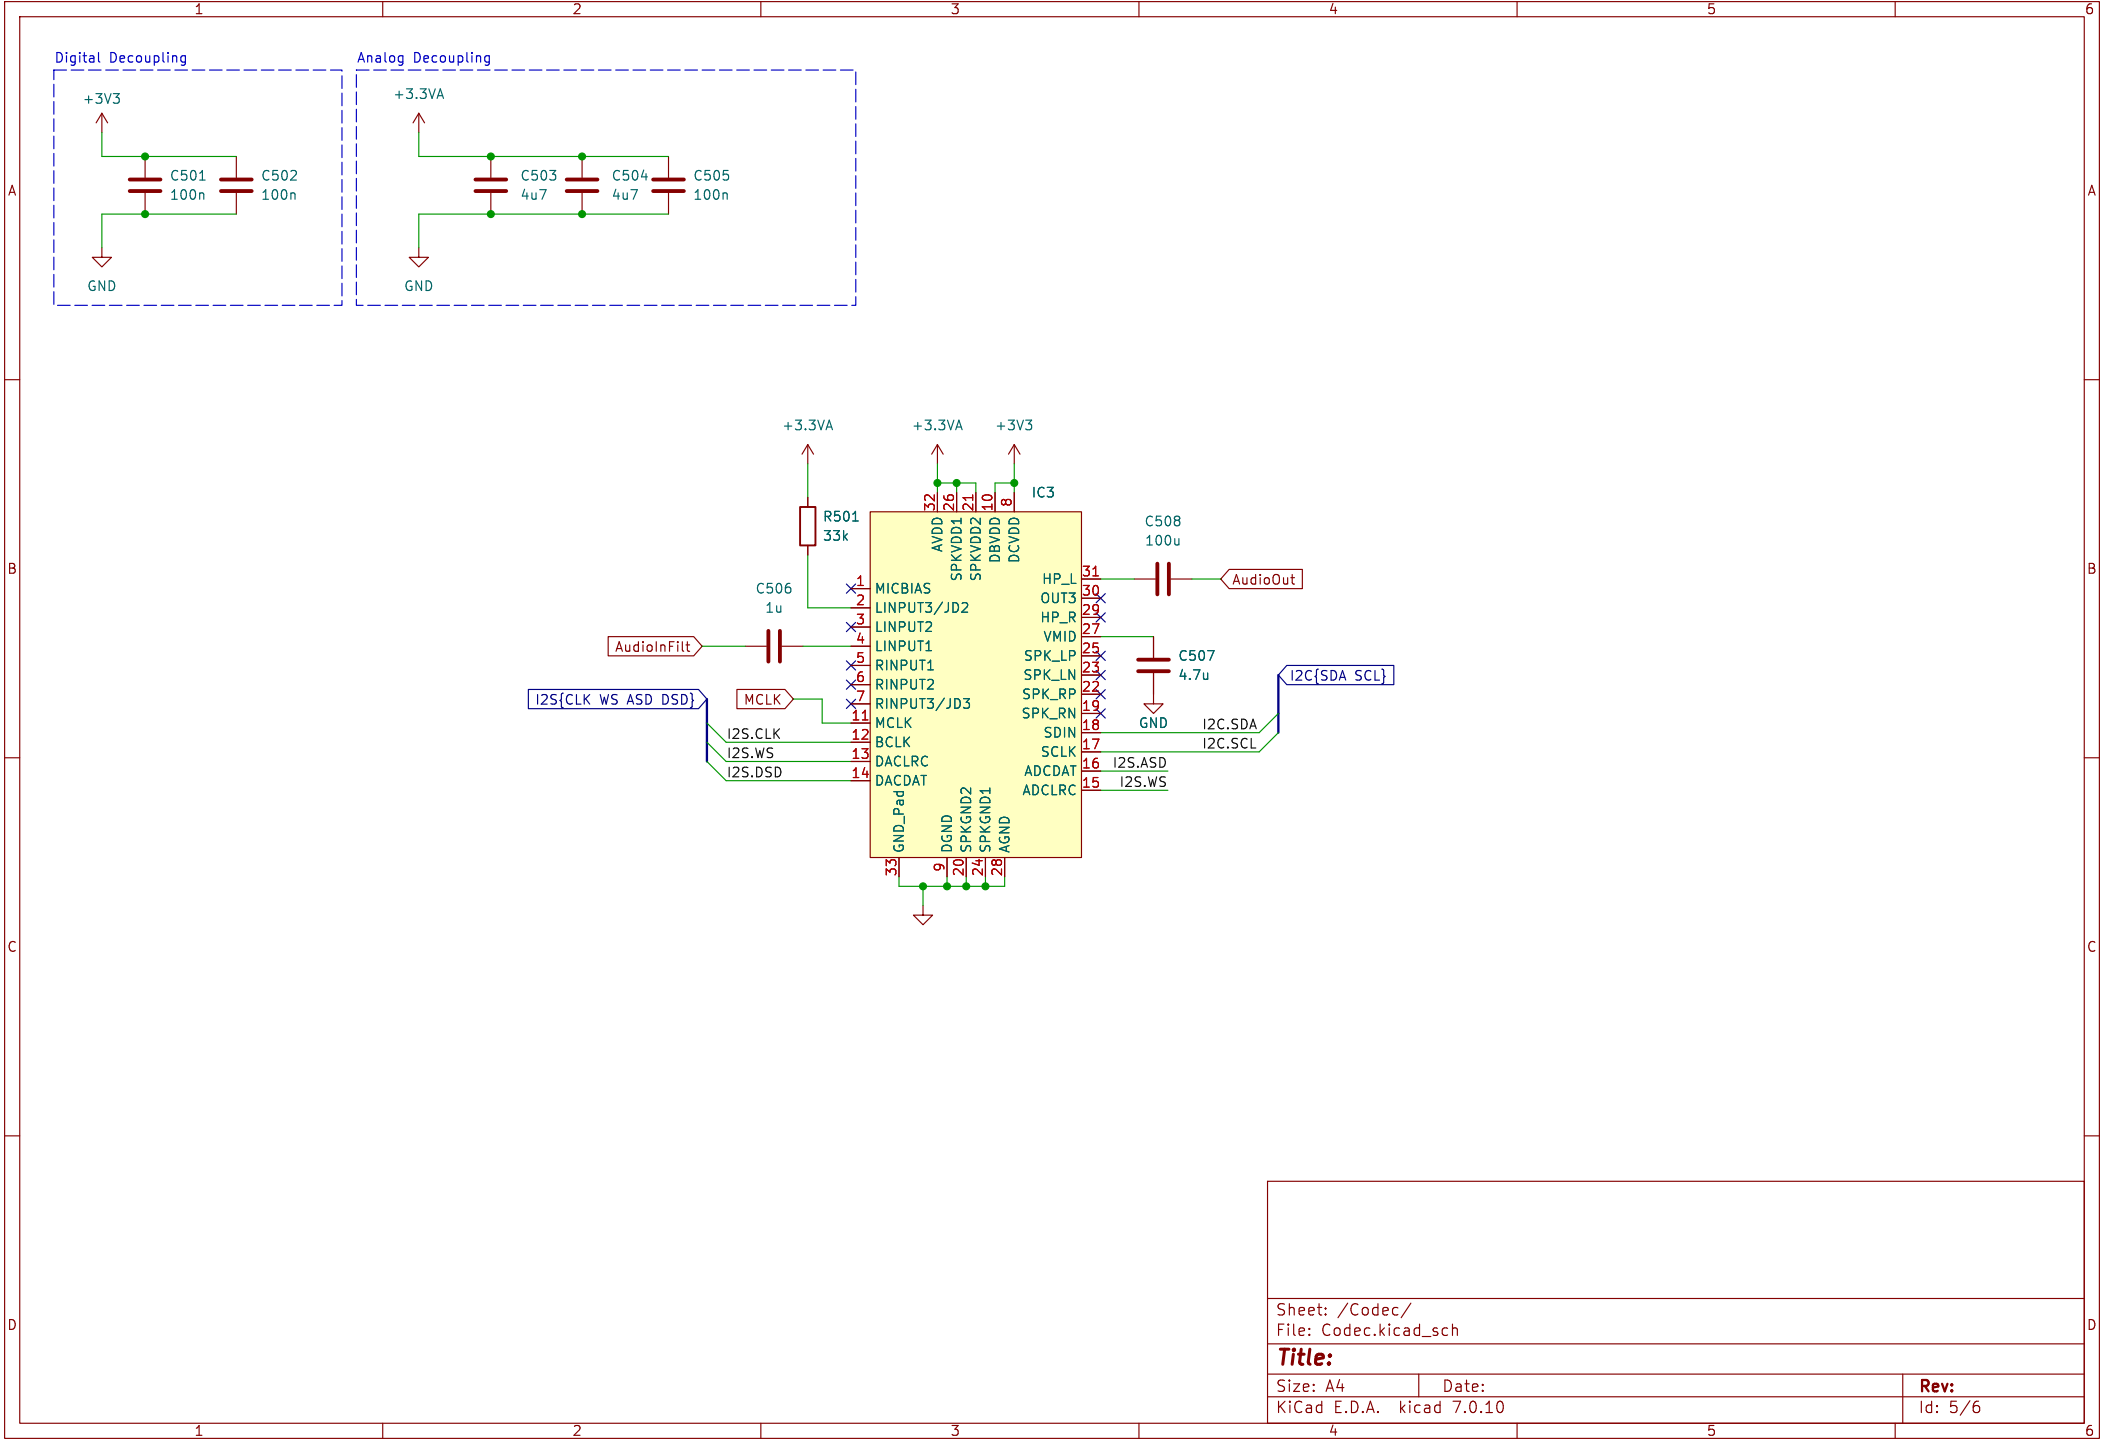 1 2 3 4 5 6
Digital Decoupling
Analog Decoupling
+3V3
+3.3VA
C501
100n
C502
100n
C503
4u7
C504
4u7
C505
100n
A A
GND
GND
+3.3VA
+3.3VA
+3V3
IC3
R501
33k
32 26 21 10 8
AVDD
SPKVDD1
SPKVDD2
DBVDD
DCVDD
C508
100u
B B
C506
1u
1 MICBIAS
2 LINPUT3/JD2
3 LINPUT2
4 LINPUT1
5 RINPUT1
6 RINPUT2
7 RINPUT3/JD3
11 MCLK
12 BCLK
13 DACLRC
14 DACDAT
HP_L 31
OUT3 30
HP_R 29
VMID 27
SPK_LP 25
SPK_LN 23
SPK_RP 22
SPK_RN 19
SDIN 18
SCLK 17
ADCDAT 16
ADCLRC 15
AudioOut
AudioInFilt
C507
4.7u
GND
I2C{SDA SCL}
I2S{CLK WS ASD DSD}
MCLK
I2S.CLK
I2S.WS
I2S.DSD
I2C.SDA
I2C.SCL
I2S.ASD
I2S.WS
GND_Pad
DGND
SPKGND2
SPKGND1
AGND
33 9 20 24 28
C C
Sheet: /Codec/
File: Codec.kicad_sch
D D
Title:
Size: A4 Date: Rev:
KiCad E.D.A. kicad 7.0.10 Id: 5/6
1 2 3 4 5 6